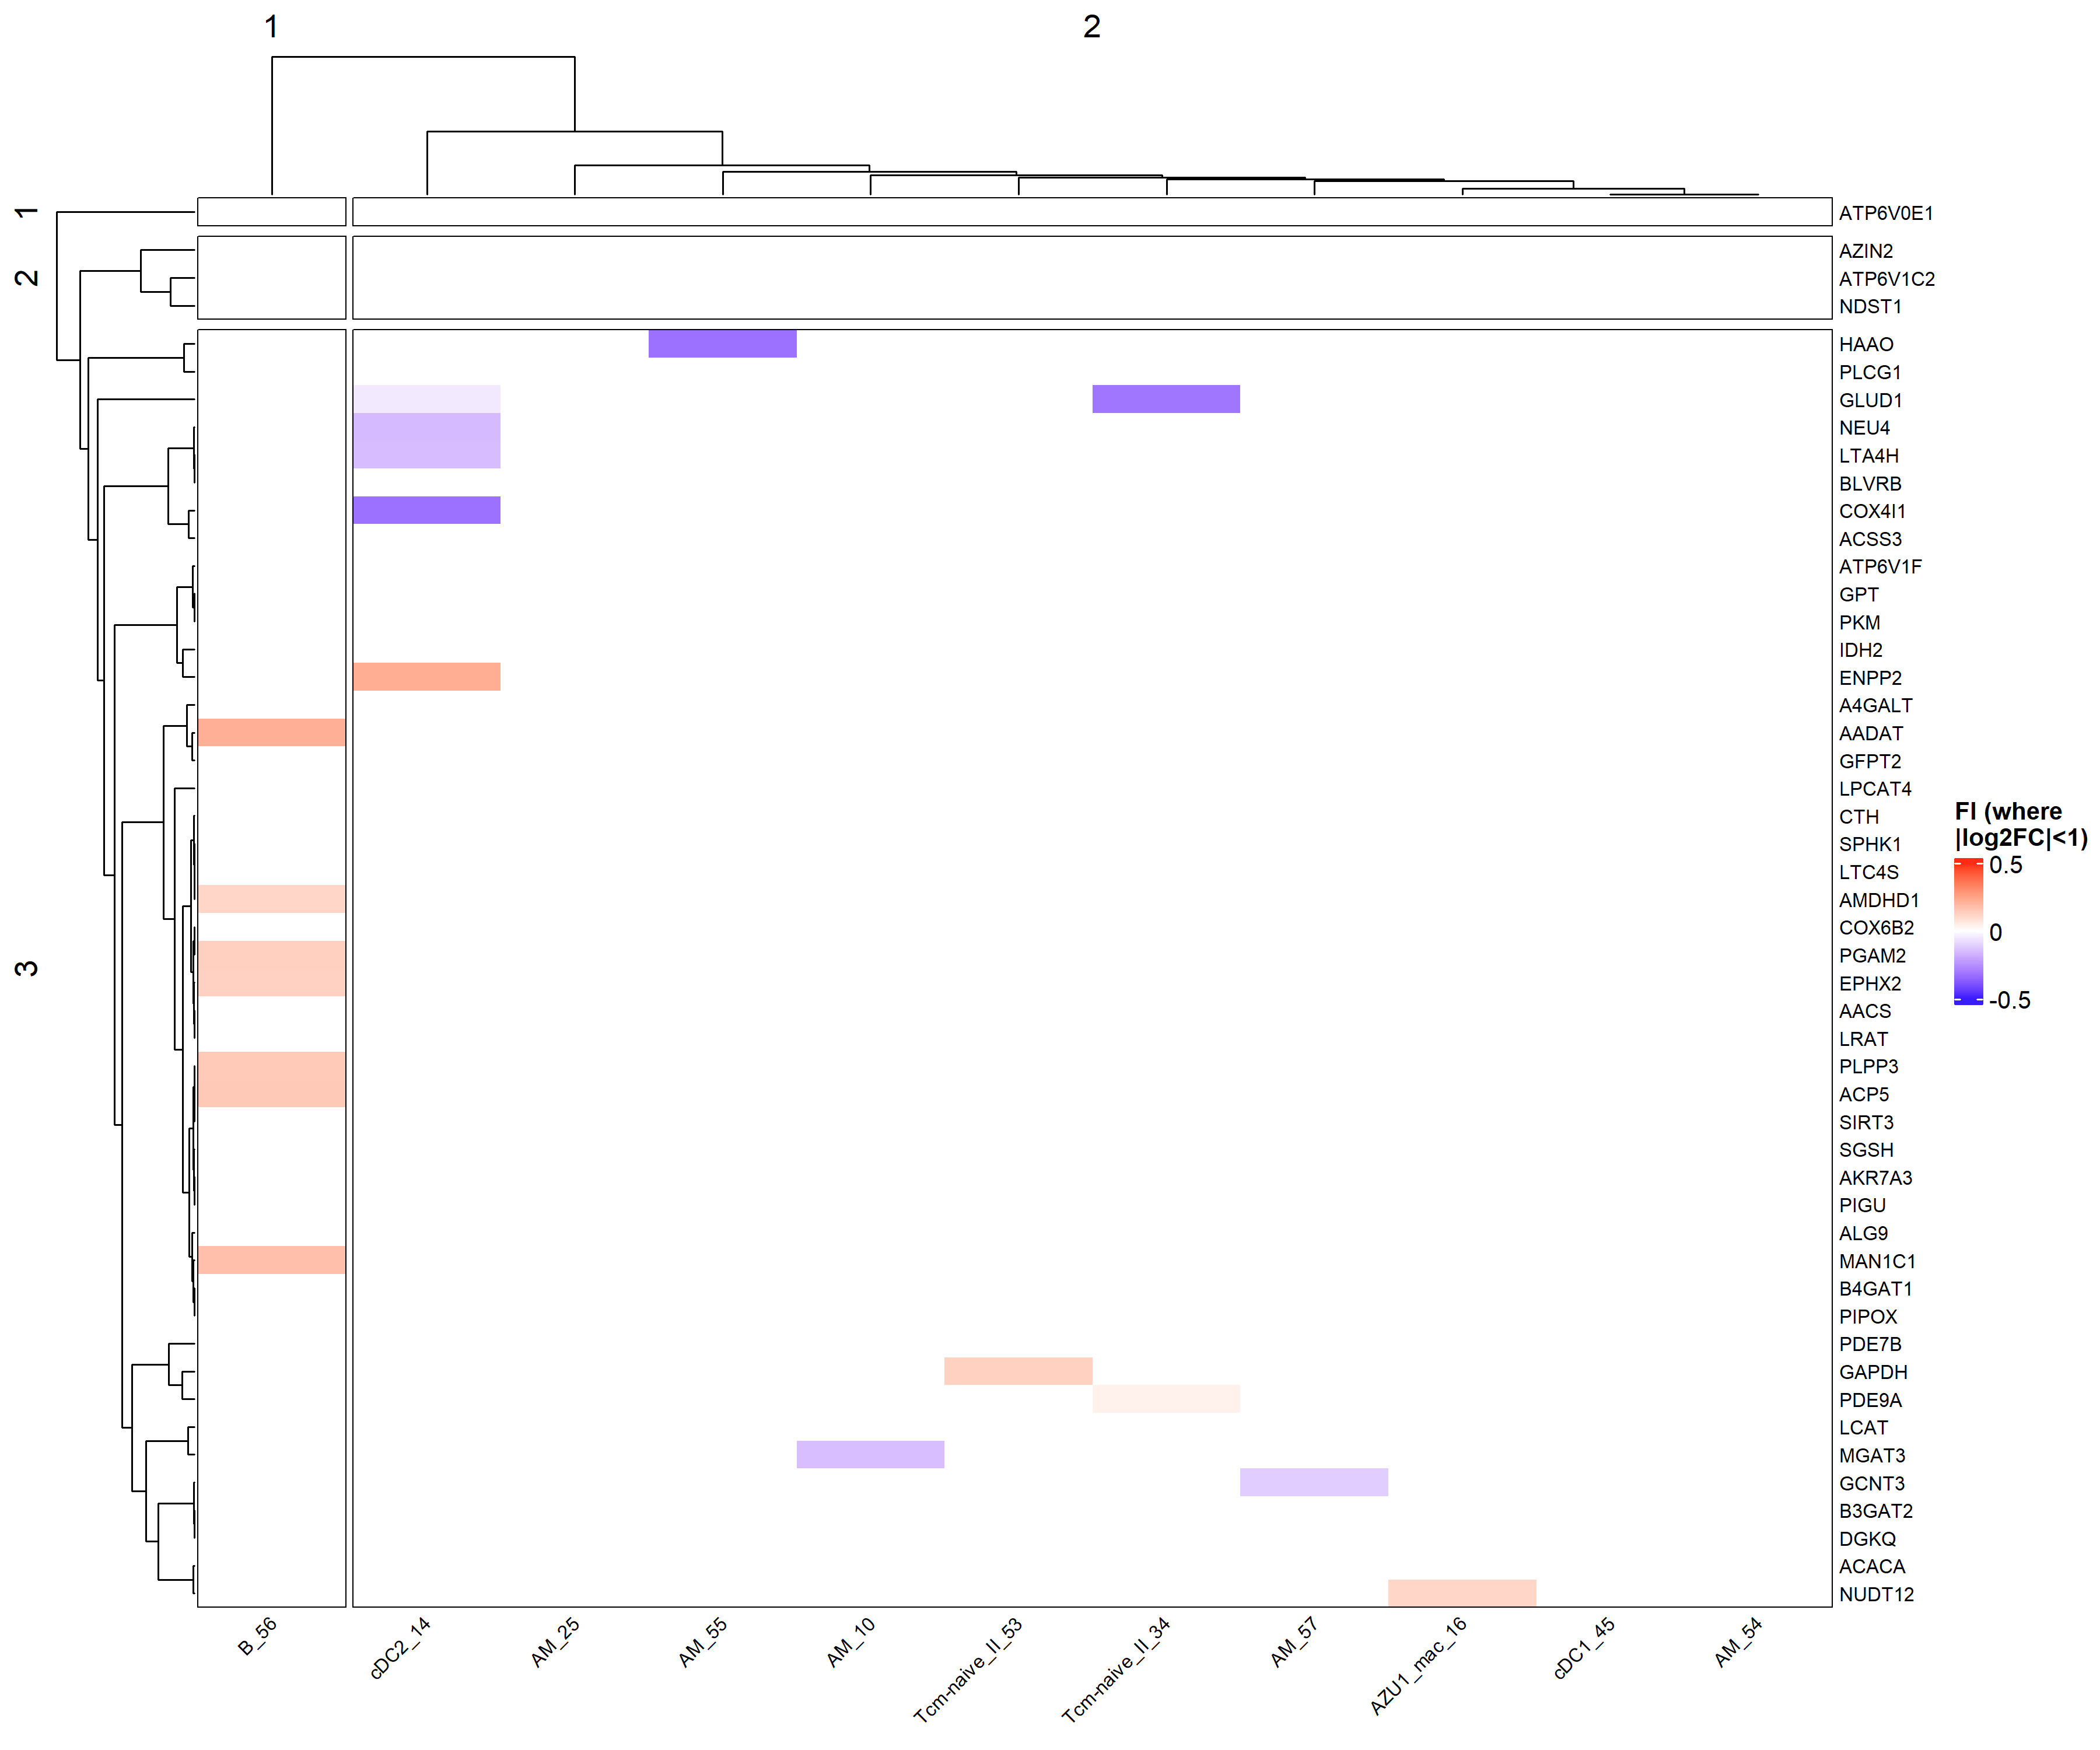 1
2
1
2
3
ATP6V0E1
AZIN2
ATP6V1C2
NDST1
HAAO
PLCG1
GLUD1
NEU4
LTA4H
BLVRB
COX4I1
ACSS3
ATP6V1F
GPT
PKM
IDH2
ENPP2
A4GALT
AADAT
GFPT2
LPCAT4
CTH
SPHK1
LTC4S
AMDHD1
COX6B2
PGAM2
EPHX2
AACS
LRAT
PLPP3
ACP5
SIRT3
SGSH
AKR7A3
PIGU
ALG9
MAN1C1
B4GAT1
PIPOX
PDE7B
GAPDH
PDE9A
LCAT
MGAT3
GCNT3
B3GAT2
DGKQ
ACACA
NUDT12
B_56
cDC2_14
AM_25
AM_55
AM_10
Tcm-naive_II_53
Tcm-naive_II_34
AM_57
AZU1_mac_16
cDC1_45
AM_54
FI (where
|log2FC|<1)
0.5
0
-0.5